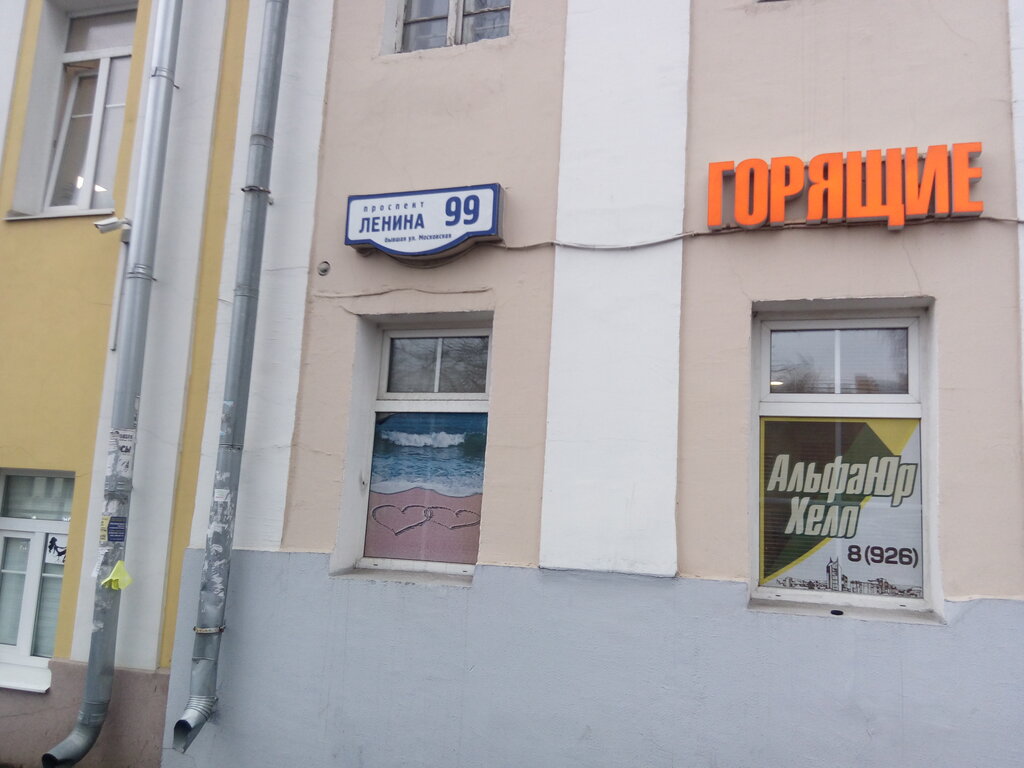 проспект
ЛЕНИНА 99
бывшая ул. Московская
ГОРЯЩИЕ
АльфаЮр
Хелп
8 (926)